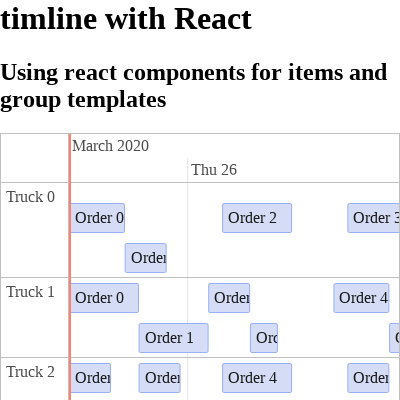 timline with React
Using react components for items and
group templates
March 2020
Thu 26
Truck 0
Order 0
Order 2
Order 3
Order
Truck 1
Order 0
Order
Order 4
Order 1
Truck 2
Order
Order
Order 4
Order